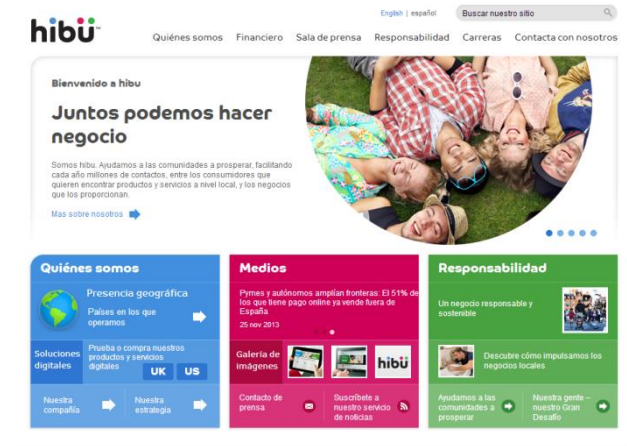 English | español
Buscar nuestro sitio
hibü
Quiénes somos Financiero Sala de prensa Responsabilidad Carreras Contacta con nosotros
Bienvenido a hibu
Juntos podemos hacer
negocio
Somos hibu. Ayudamos a las comunidades a prosperar, facilitando
cada año millones de contactos, entre los consumidores que
quieren encontrar productos y servicios a nivel local, y los negocios
que los proporcionan.
Mas sobre nosotros
Quiénes somos
Presencia geográfica
Países en los que
operamos
Soluciones
digitales
Prueba o compra nuestros
productos y servicios
digitales
UK US
Nuestra
compañía
Nuestra
estrategia
Medios
Pymes y autónomos amplían fronteras: El 51% de
los que tiene pago online ya vende fuera de
España
25 nov 2013
Galería de
imágenes
hibü
Contacto de
prensa
Suscríbete a
nuestro servicio
de noticias
Responsabilidad
Un negocio responsable y
sostenible
Descubre cómo impulsamos los
negocios locales
Ayudamos a las
comunidades a
prosperar
Nuestra gente –
nuestro Gran
Desafío